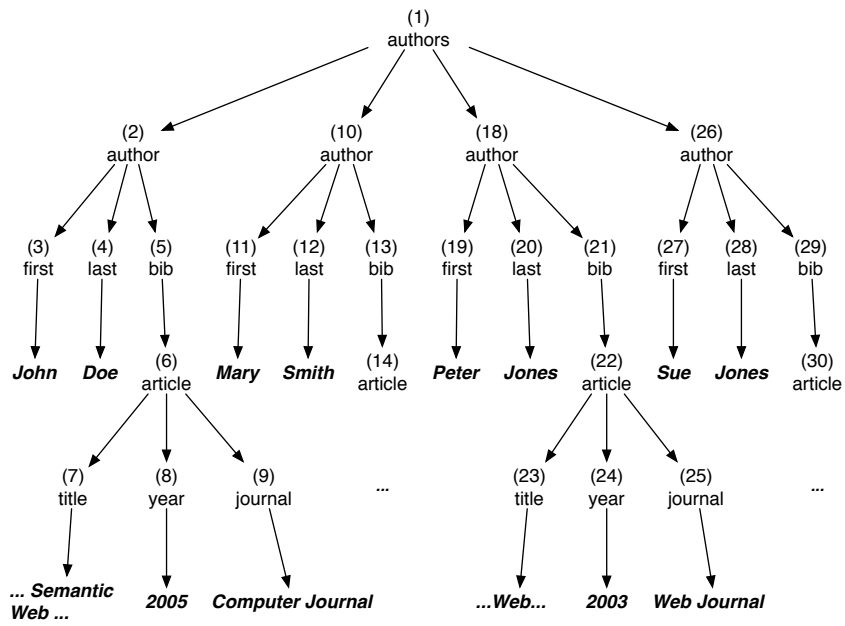 (1)
authors
(2)
author
(10)
author
(18)
author
(26)
author
(3)
first
(4)
last
(5)
bib
(11)
first
(12)
last
(13)
bib
(19)
first
(20)
last
(21)
bib
(27)
first
(28)
last
(29)
bib
John
Doe
(6)
article
Mary
Smith
(14)
article
Peter
Jones
(22)
article
Sue
Jones
(30)
article
(7)
title
(8)
year
(9)
journal
...
(23)
title
(24)
year
(25)
journal
...
... Semantic
Web ...
2005
Computer Journal
...Web...
2003
Web Journal